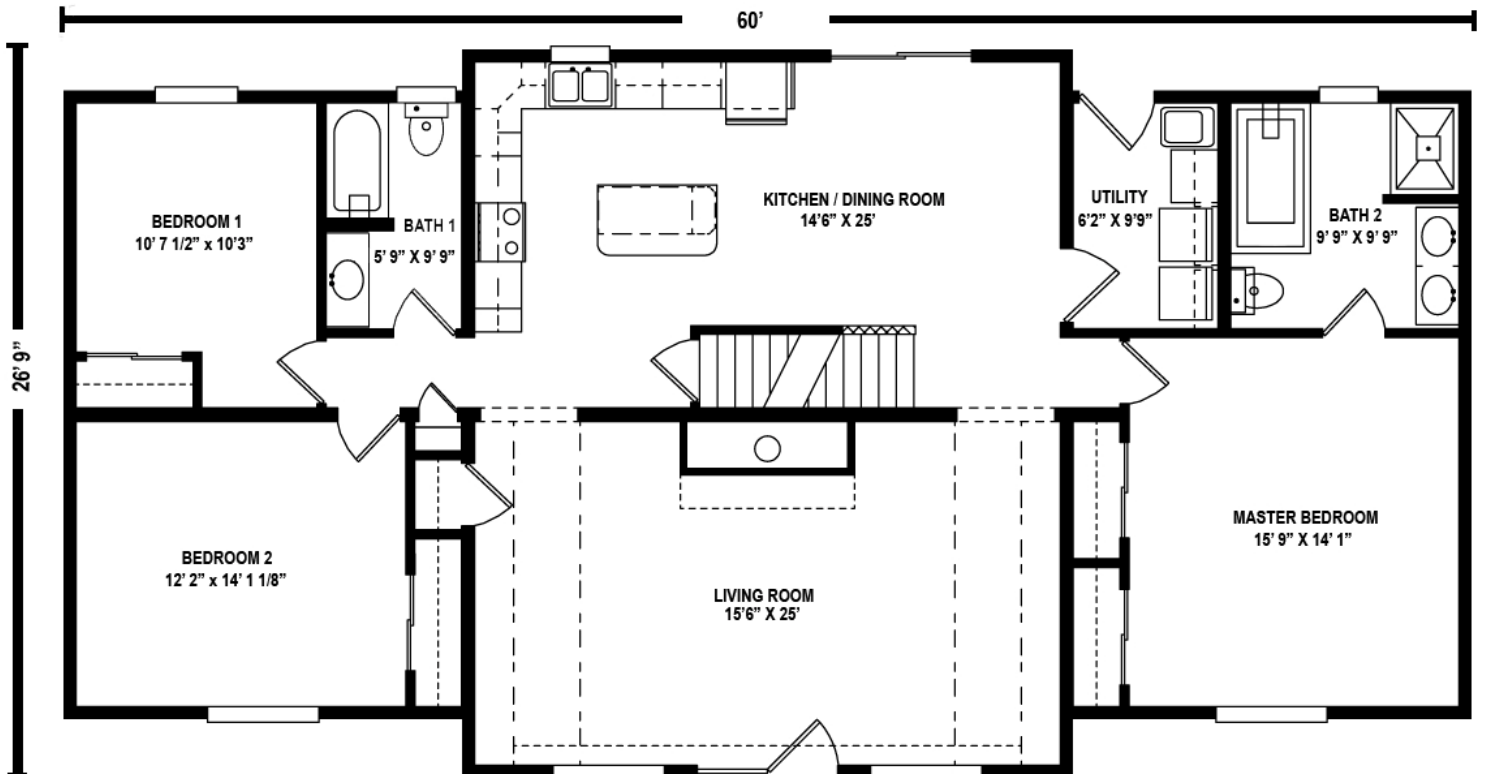 60’
26’ 9”
BEDROOM 1
10’ 7 1/2” x 10’3”
BATH 1
5’ 9” X 9’ 9”
KITCHEN / DINING ROOM
14’6” X 25’
UTILITY
6’2” X 9’9”
BATH 2
9’ 9” X 9’ 9”
BEDROOM 2
12’ 2” x 14’ 1 1/8”
LIVING ROOM
15’6” X 25’
MASTER BEDROOM
15’ 9” X 14’ 1”